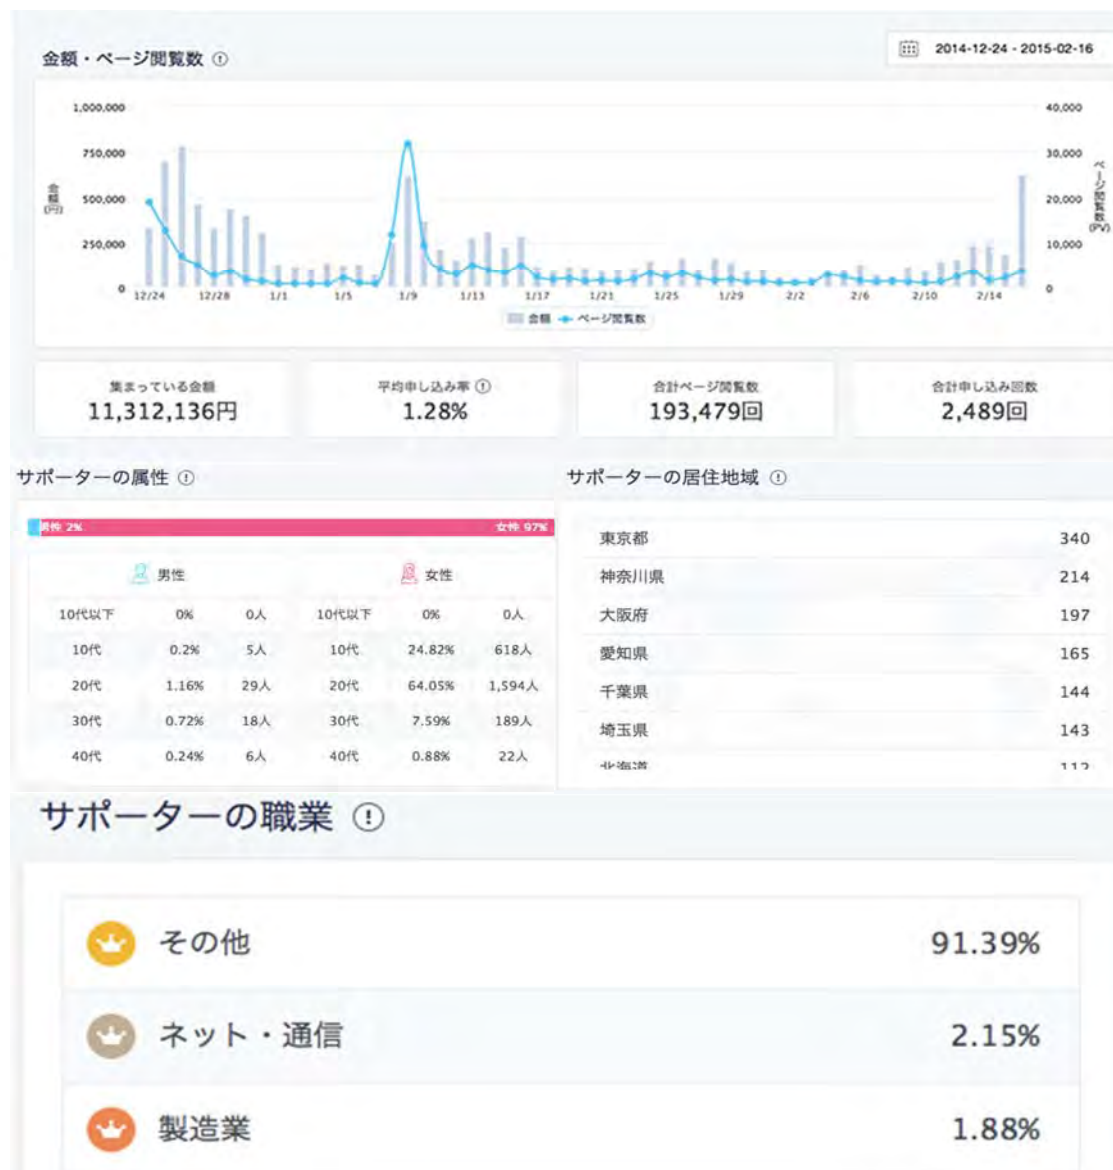 金額・ページ閲覧数
2014-12-24 - 2015-02-16
1,000,000 40,000
750,000 30,000
500,000 20,000
250,000 10,000
0 0
金額(円)
ページ閲覧数(PV)
12/24 12/28 1/1 1/5 1/9 1/13 1/17 1/21 1/25 1/29 2/2 2/6 2/10 2/14
金額 ページ閲覧数
集まっている金額 平均申し込み率 合計ページ閲覧数 合計申し込み回数
11,312,136円 1.28% 193,479回 2,489回
サポーターの属性
男性 2% 女性 97%
男性 女性
10代以下 0% 0人 10代以下 0% 0人
10代 0.2% 5人 10代 24.82% 618人
20代 1.16% 29人 20代 64.05% 1,594人
30代 0.72% 18人 30代 7.59% 189人
40代 0.24% 6人 40代 0.88% 22人
サポーターの居住地域
東京都 340
神奈川県 214
大阪府 197
愛知県 165
千葉県 144
埼玉県 143
北海道 112
サポーターの職業
その他 91.39%
ネット・通信 2.15%
製造業 1.88%